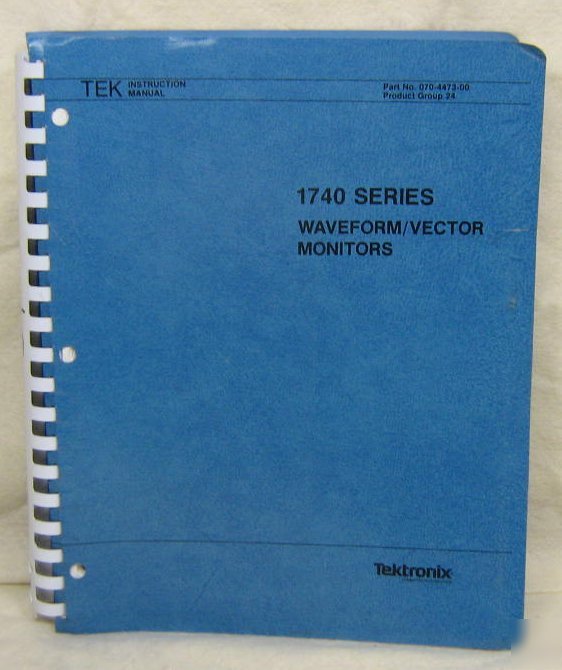 TEK INSTRUCTION
MANUAL
Part No. 070-4473-00
Product Group 24
1740 SERIES
WAVEFORM/VECTOR
MONITORS
Tektronix